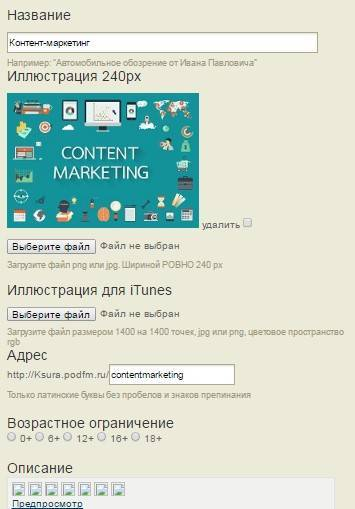 Название
Контент-маркетинг
Например: "Автомобильное обозрение от Ивана Павловича"
Иллюстрация 240px
CONTENT
MARKETING
удалить
Выберите файл Файл не выбран
Загрузите файл png или jpg. Шириной РОВНО 240 px
Иллюстрация для iTunes
Выберите файл Файл не выбран
Загрузите файл размером 1400 на 1400 точек, jpg или png, цветовое пространство
rgb
Адрес
http://Ksura.podfm.ru/contentmarketing
Только латинские буквы без пробелов и знаков препинания
Возрастное ограничение
0+ 6+ 12+ 16+ 18+
Описание
Предпросмотр